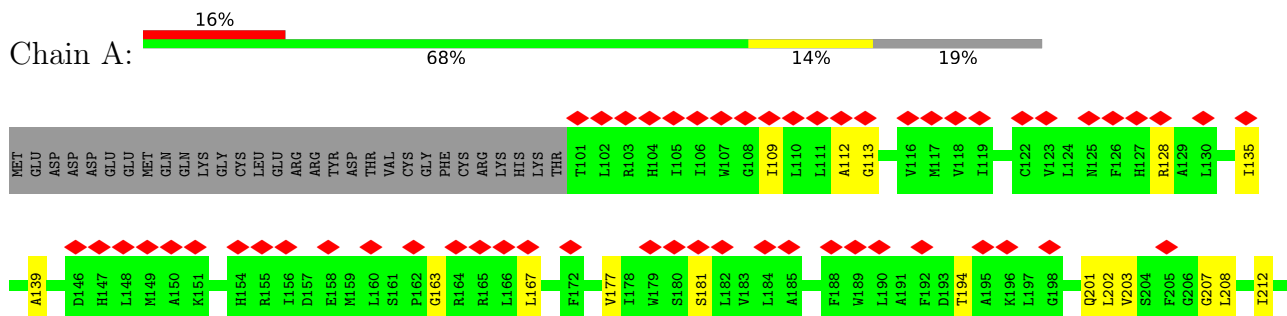 16%
Chain A:
68% 14% 19%
MET GLU ASP ASP ASP GLU GLU MET GLN GLN LYS GLY CYS LEU GLU ARG ARG TYR ASP THR VAL CYS GLY PHE CYS ARG LYS HIS LYS THR T101 L102 R103 H104 I105 I106 W107 G108 I109 L110 L111 A112 G113 V116 M117 V118 I119 C122 V123 L124 N125 F126 H127 R128 A129 L130 I135
A139 D146 H147 L148 M149 A150 K151 H154 R155 I156 D157 E158 M159 L160 S161 P162 G163 R164 R165 L166 L167 F172 V177 I178 W179 S180 S181 L182 V183 L184 A185 F188 W189 L190 A191 F192 D193 T194 A195 K196 L197 G198 Q201 L202 V203 S204 F205 G206 G207 L208 I212